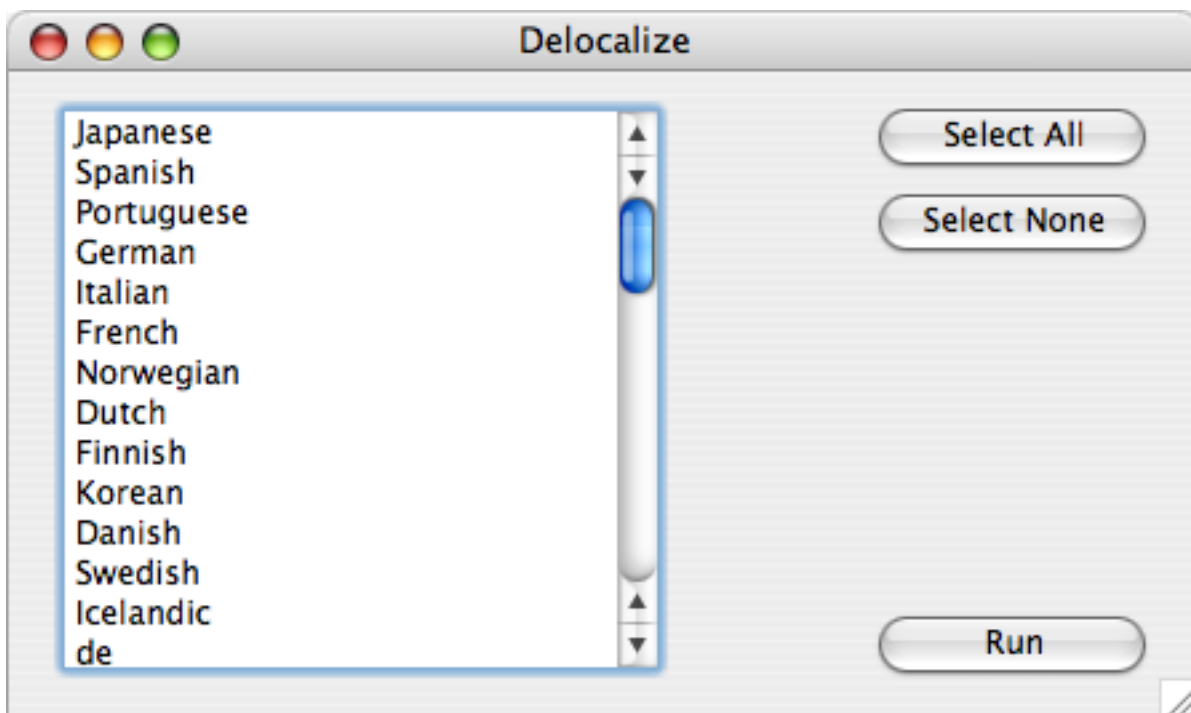 Delocalize
Japanese
Spanish
Portuguese
German
Italian
French
Norwegian
Dutch
Finnish
Korean
Danish
Swedish
Icelandic
de
Select All
Select None
Run